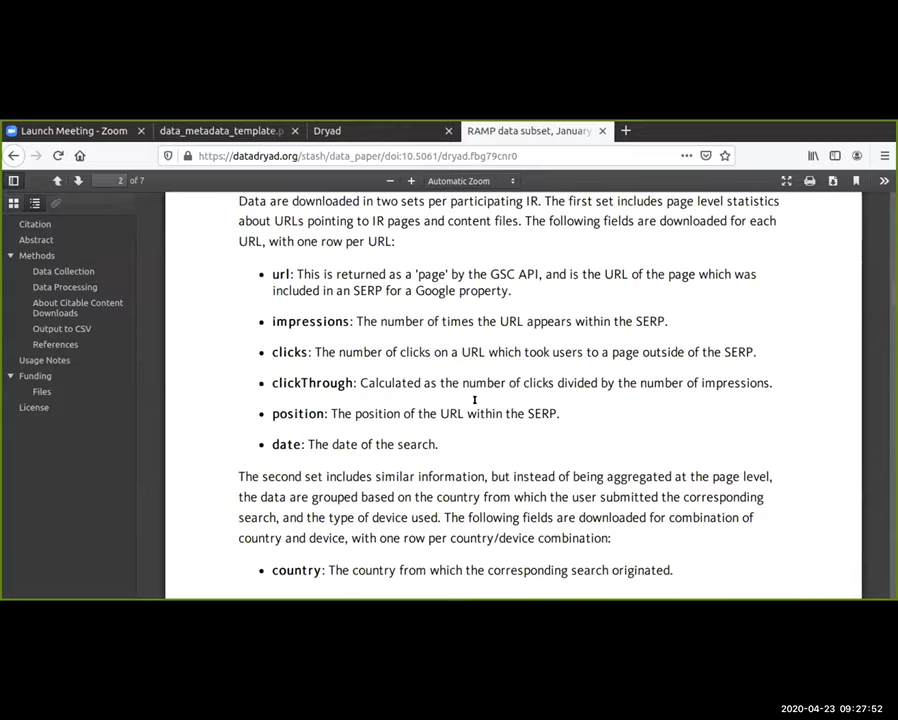 Launch Meeting - Zoom
data_metadata_template.p
Dryad
RAMP data subset, January
https://datadryad.org/stash/data_paper/doi:10.5061/dryad.fbg79cnr0
2 of 7
Automatic Zoom
Citation
Abstract
Methods
Data Collection
Data Processing
About Citable Content
Downloads
Output to CSV
References
Usage Notes
Funding
Files
License
Data are downloaded in two sets per participating IR. The first set includes page level statistics
about URLs pointing to IR pages and content files. The following fields are downloaded for each
URL, with one row per URL:
• url: This is returned as a 'page' by the GSC API, and is the URL of the page which was
included in an SERP for a Google property.
• impressions: The number of times the URL appears within the SERP.
• clicks: The number of clicks on a URL which took users to a page outside of the SERP.
• clickThrough: Calculated as the number of clicks divided by the number of impressions.
• position: The position of the URL within the SERP.
• date: The date of the search.
The second set includes similar information, but instead of being aggregated at the page level,
the data are grouped based on the country from which the user submitted the corresponding
search, and the type of device used. The following fields are downloaded for combination of
country and device, with one row per country/device combination:
• country: The country from which the corresponding search originated.
2020-04-23 09:27:52